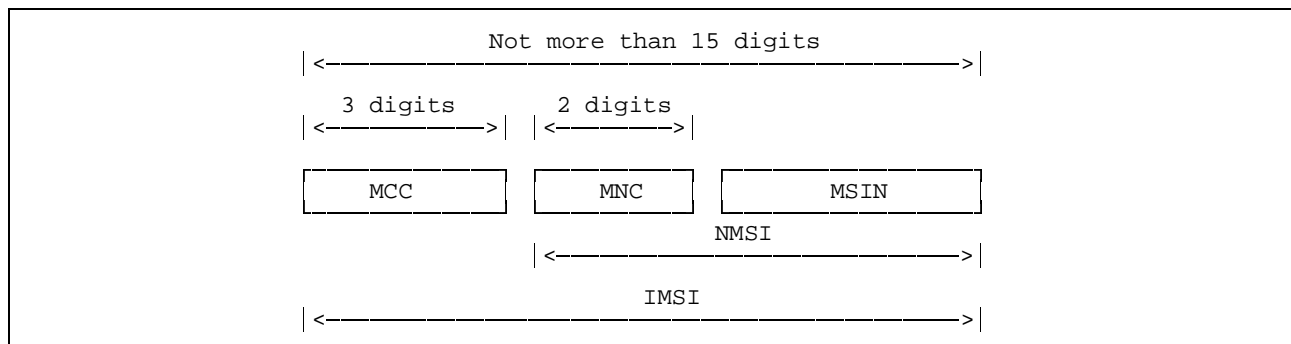 Not more than 15 digits
3 digits 2 digits
MCC MNC MSIN
NMSI
IMSI